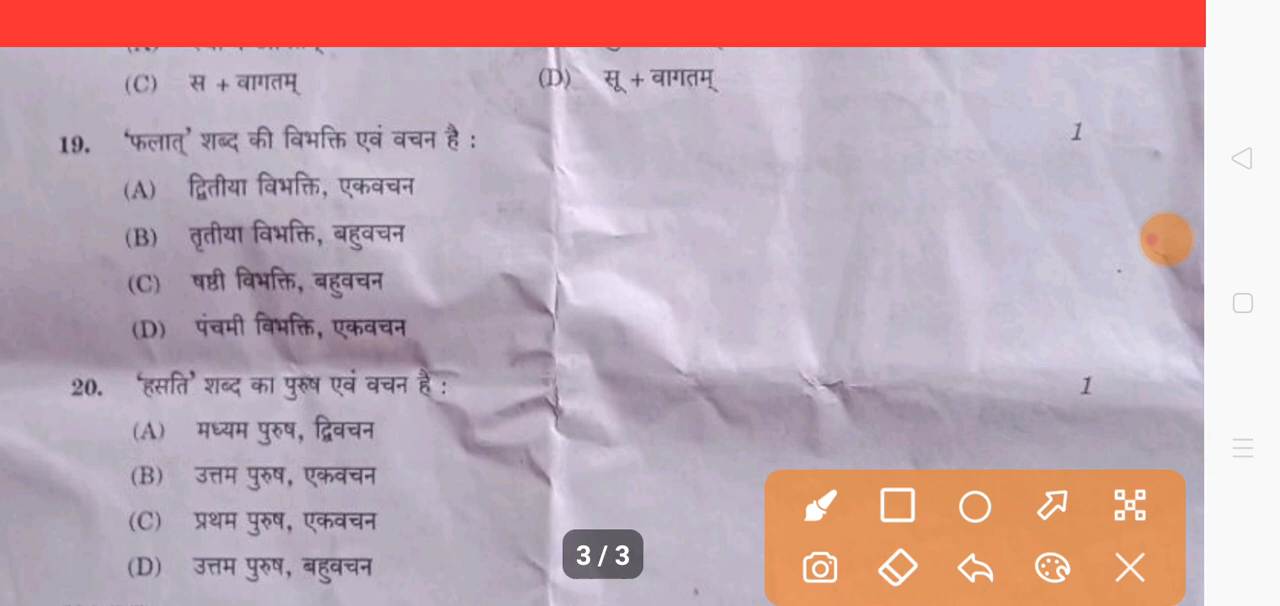 (C) स + वागतम्
(D) सू + वागतम्
19. 'फलात्' शब्द की विभक्ति एवं वचन है : 1
(A) द्वितीया विभक्ति, एकवचन
(B) तृतीया विभक्ति, बहुवचन
(C) षष्ठी विभक्ति, बहुवचन
(D) पंचमी विभक्ति, एकवचन
20. 'हसति' शब्द का पुरुष एवं वचन है : 1
(A) मध्यम पुरुष, द्विवचन
(B) उत्तम पुरुष, एकवचन
(C) प्रथम पुरुष, एकवचन
(D) उत्तम पुरुष, बहुवचन
3 / 3